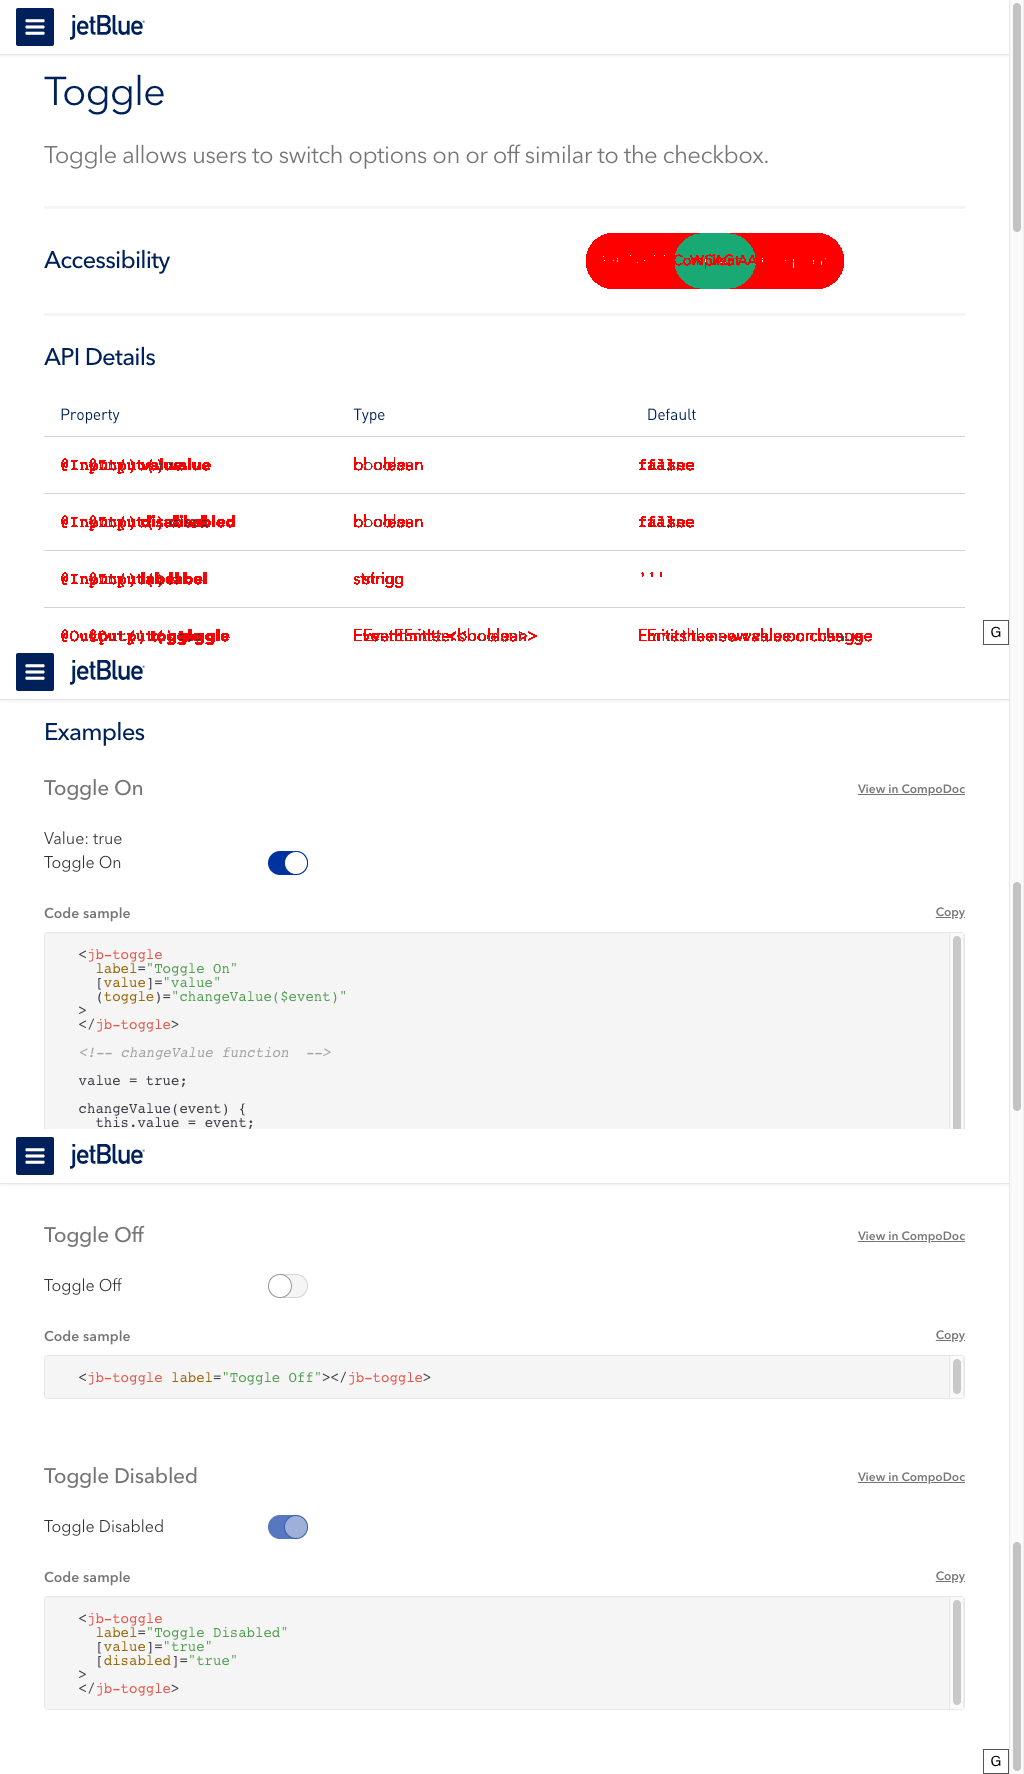 jetBlue
Toggle
Toggle allows users to switch options on or off similar to the checkbox.
Accessibility
API Details
Property Type Default
@Input() value boolean false
@Input() disabled boolean false
@Input() label string ''
@Output() toggle EventEmitter<boolean> Emits the new value on change
G
jetBlue
Examples
Toggle On View in CompoDoc
Value: true
Toggle On
Code sample Copy
<jb-toggle
label="Toggle On"
[value]="value"
(toggle)="changeValue($event)"
>
</jb-toggle>
<!-- changeValue function -->
value = true;
changeValue(event) {
this.value = event;
jetBlue
Toggle Off View in CompoDoc
Toggle Off
Code sample Copy
<jb-toggle label="Toggle Off"></jb-toggle>
Toggle Disabled View in CompoDoc
Toggle Disabled
Code sample Copy
<jb-toggle
label="Toggle Disabled"
[value]="true"
[disabled]="true"
>
</jb-toggle>
G